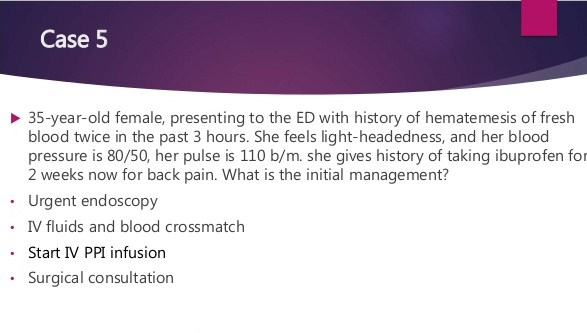 Case 5
35-year-old female, presenting to the ED with history of hematemesis of fresh
blood twice in the past 3 hours. She feels light-headedness, and her blood
pressure is 80/50, her pulse is 110 b/m. she gives history of taking ibuprofen for
2 weeks now for back pain. What is the initial management?
• Urgent endoscopy
• IV fluids and blood crossmatch
• Start IV PPI infusion
• Surgical consultation